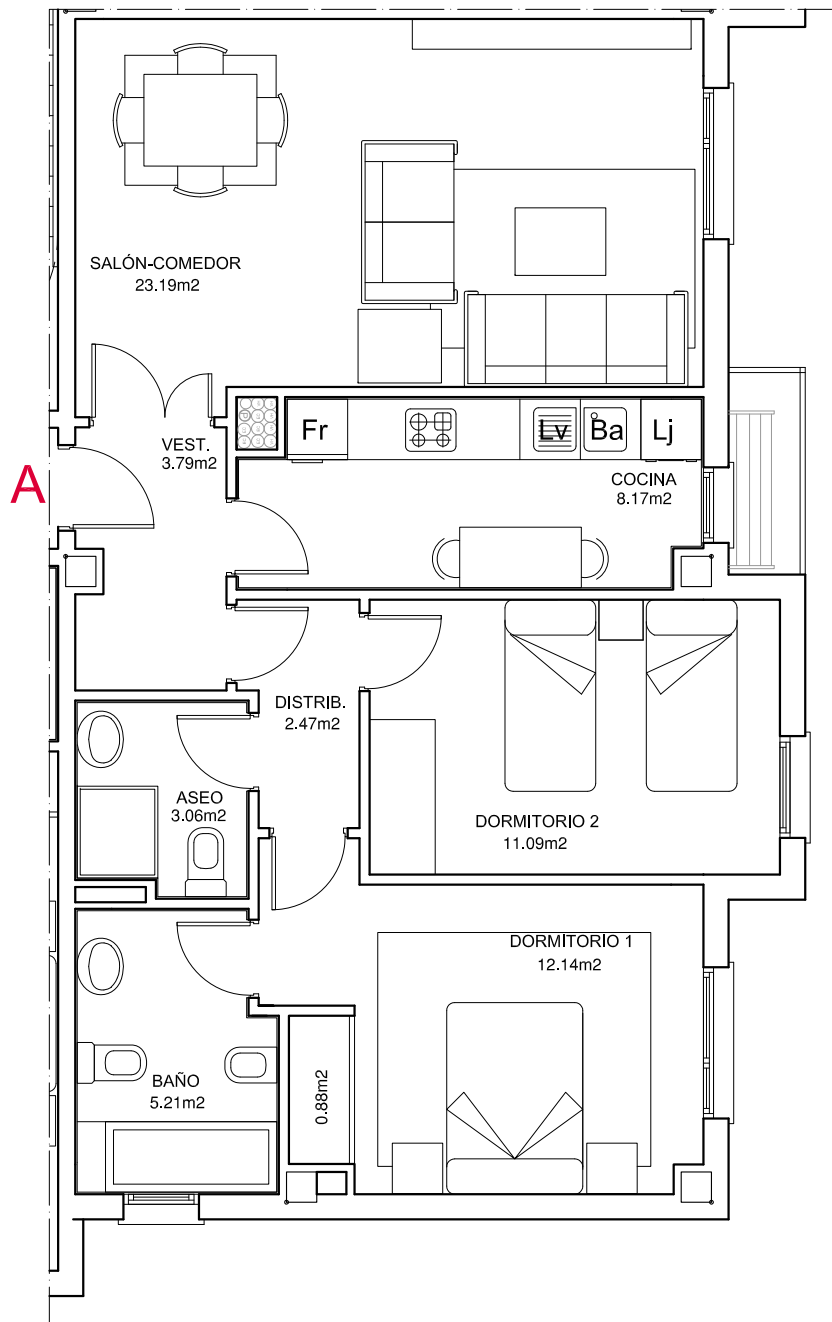 SALÓN-COMEDOR
23.19m2
VEST.
3.79m2
A
Fr
Lv
Ba
Lj
COCINA
8.17m2
DISTRIB.
2.47m2
ASEO
3.06m2
DORMITORIO 2
11.09m2
DORMITORIO 1
12.14m2
BAÑO
5.21m2
0.88m2